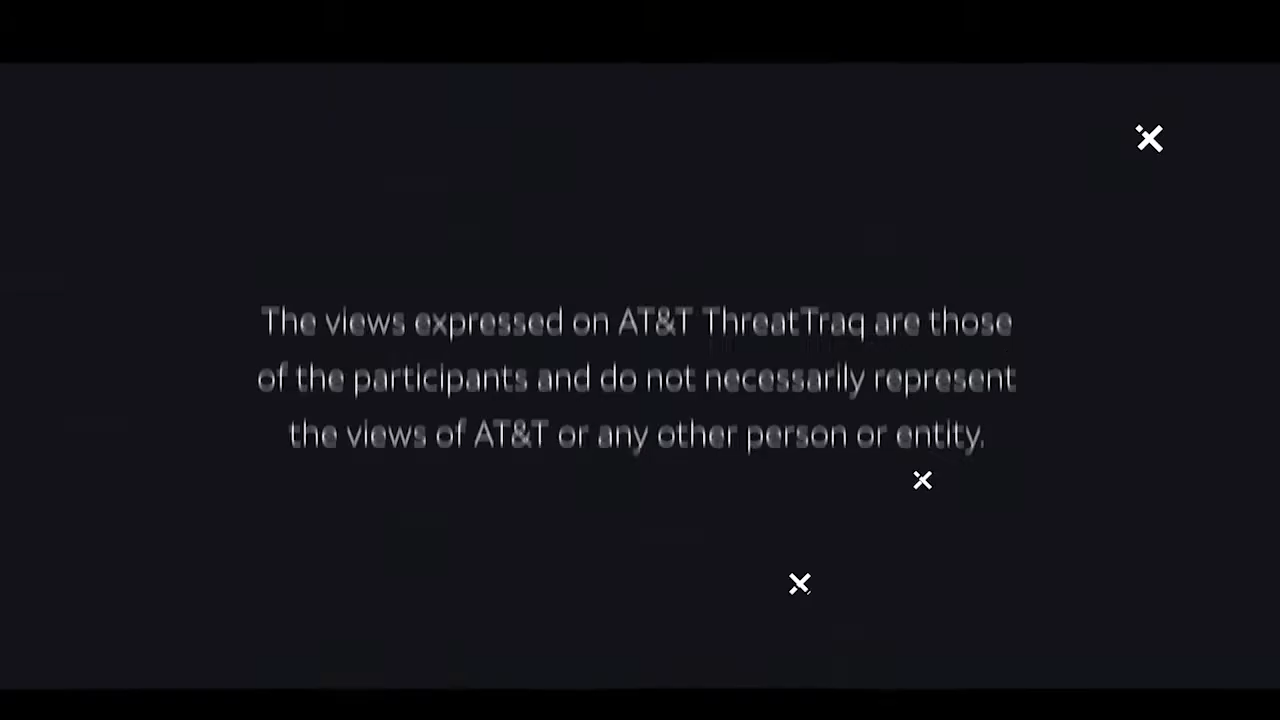 The views expressed on AT&T ThreatTraq are those
of the participants and do not necessarily represent
the views of AT&T or any other person or entity.